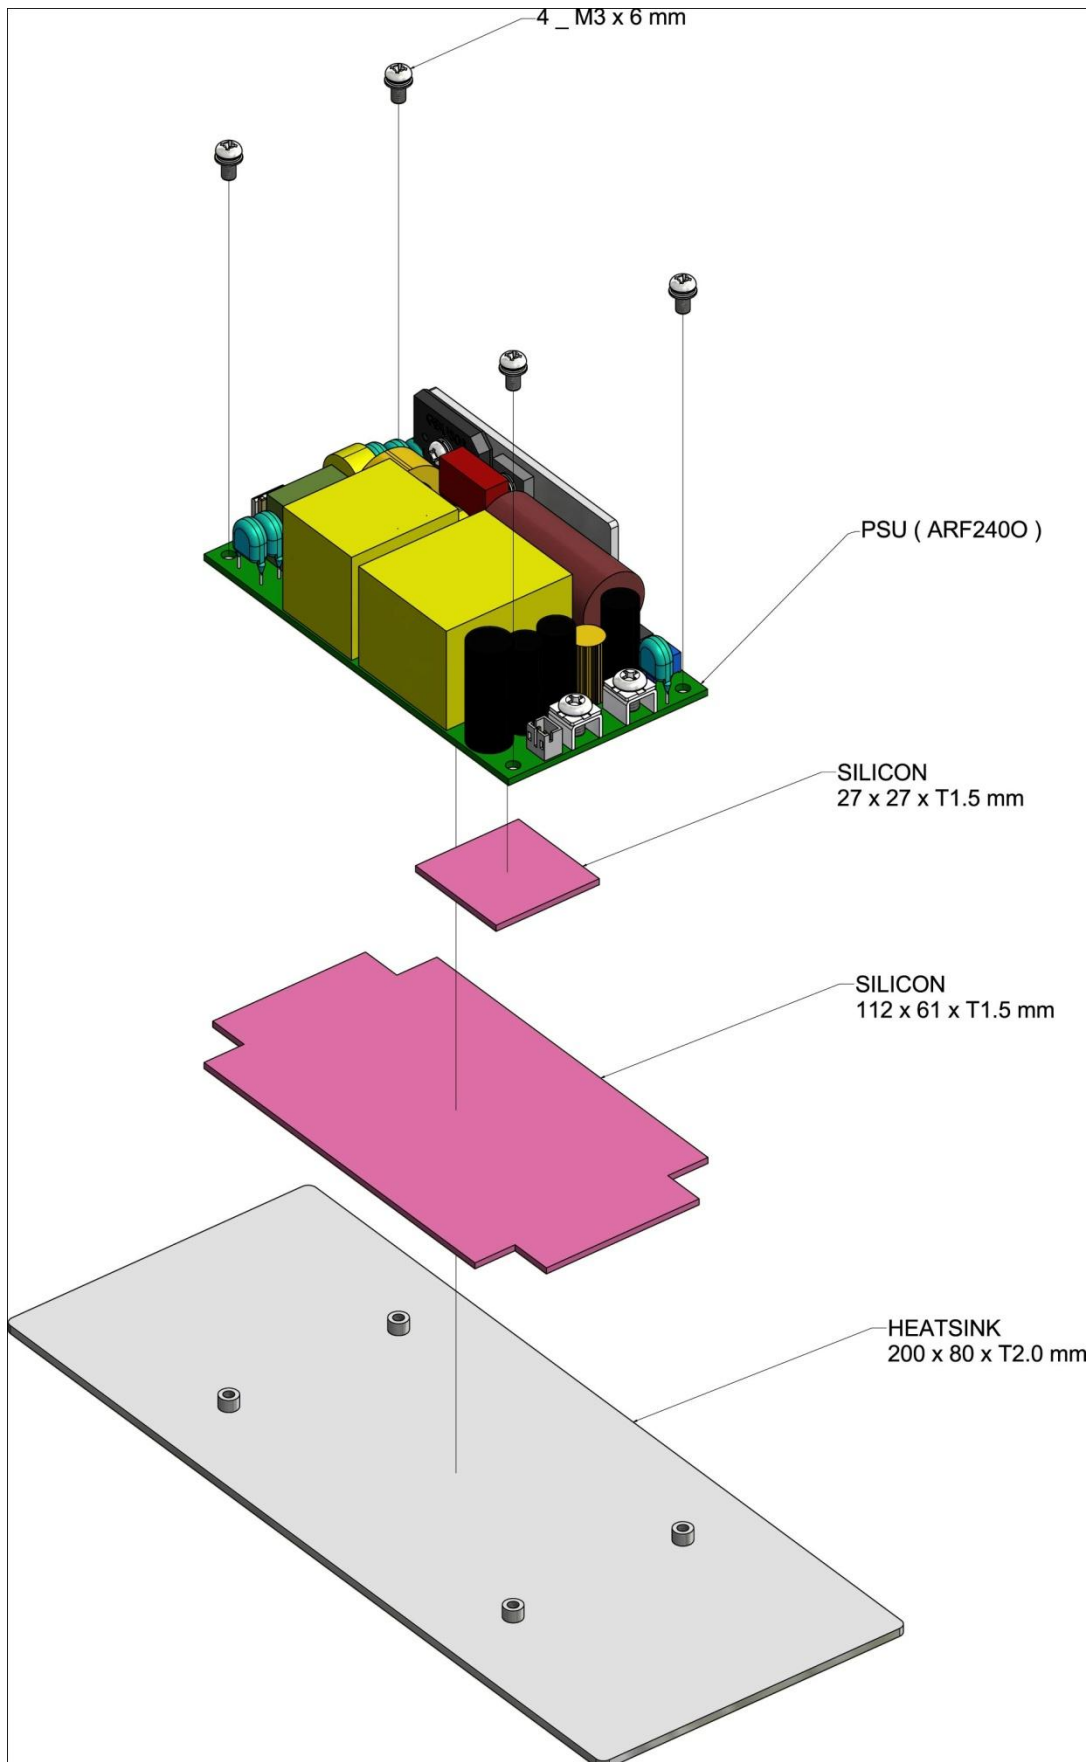 4 _ M3 x 6 mm
PSU ( ARF240O )
SILICON
27 x 27 x T1.5 mm
SILICON
112 x 61 x T1.5 mm
HEATSINK
200 x 80 x T2.0 mm